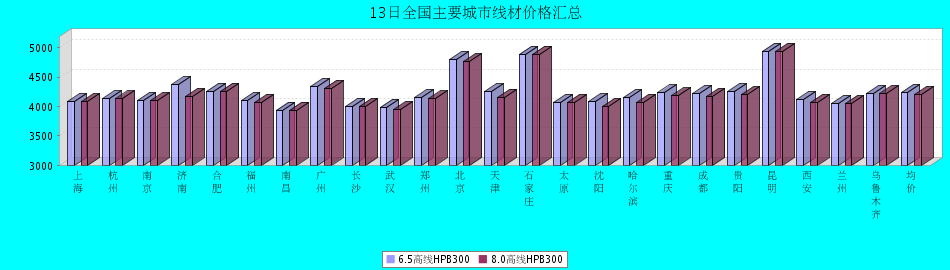 13日全国主要城市线材价格汇总
5000
4500
4000
3500
3000
上海
杭州
南京
济南
合肥
福州
南昌
广州
长沙
武汉
郑州
北京
天津
石家庄
太原
沈阳
哈尔滨
重庆
成都
贵阳
昆明
西安
兰州
乌鲁木齐
均价
6.5高线HPB300
8.0高线HPB300